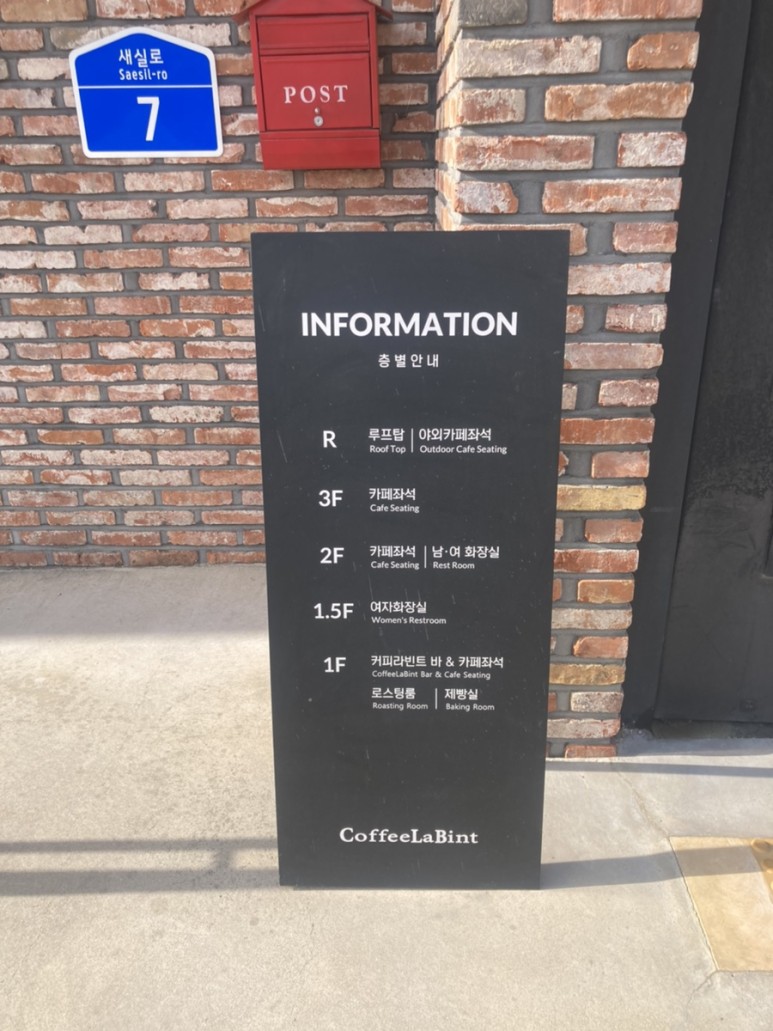 새실로
Saesil-ro
7
POST
INFORMATION
층별안내
R 루프탑 | 야외카페좌석
Roof Top | Outdoor Cafe Seating
3F 카페좌석
Cafe Seating
2F 카페좌석 | 남·여 화장실
Cafe Seating | Rest Room
1.5F 여자화장실
Women's Restroom
1F 커피라빈트 바 & 카페좌석
CoffeeLaBint Bar & Cafe Seating
로스팅룸 | 제빵실
Roasting Room | Baking Room
CoffeeLaBint